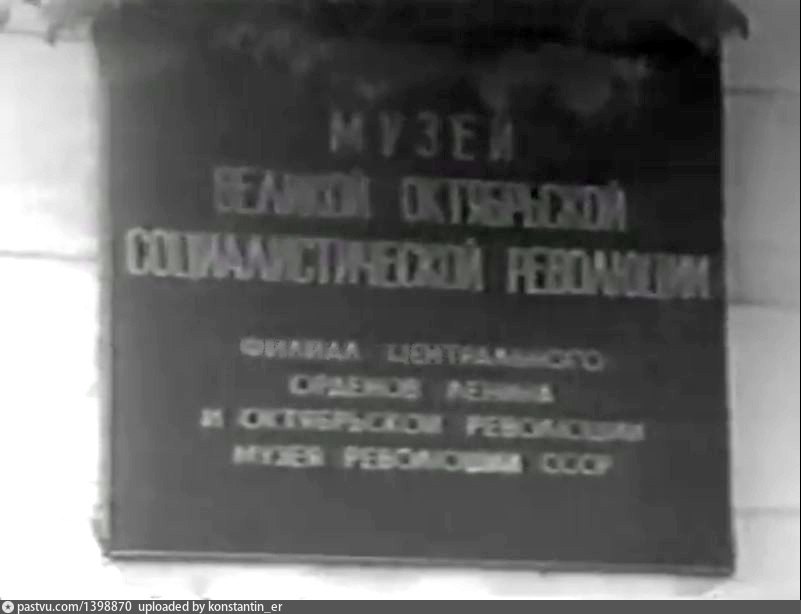 МУЗЕЙ
ВЕЛИКОЙ ОКТЯБРЬСКОЙ
СОЦИАЛИСТИЧЕСКОЙ РЕВОЛЮЦИИ
ФИЛИАЛ ЦЕНТРАЛЬНОГО
ОРДЕНОВ ЛЕНИНА
И ОКТЯБРЬСКОЙ РЕВОЛЮЦИИ
МУЗЕЯ РЕВОЛЮЦИИ СССР
pastvu.com/1398870 uploaded by konstantin_er